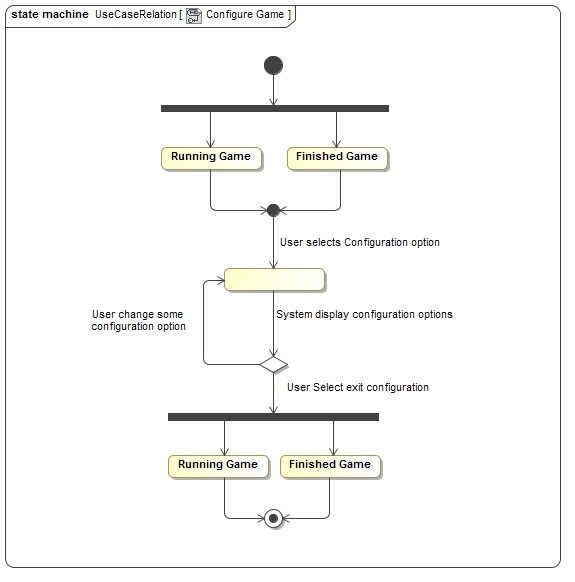 state machine UseCaseRelation [ Configure Game ]
Running Game
Finished Game
User selects Configuration option
User change some
configuration option
System display configuration options
User Select exit configuration
Running Game
Finished Game